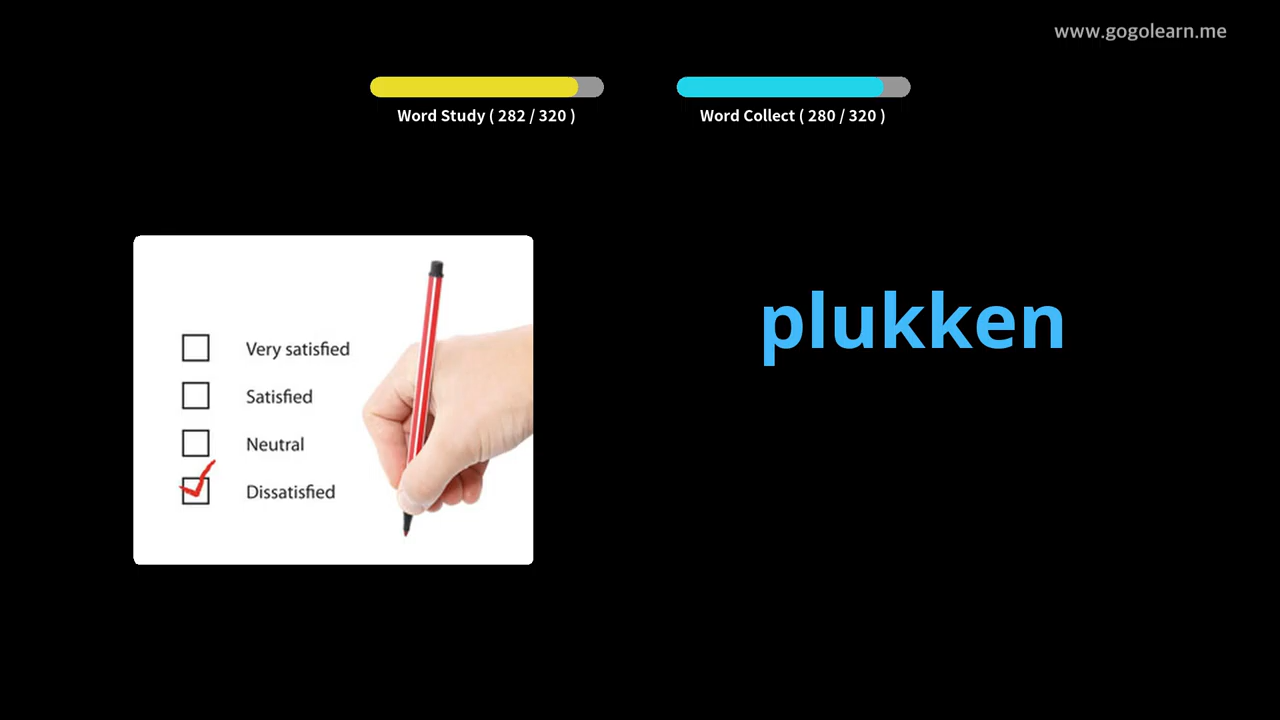 www.gogolearn.me
Word Study ( 282 / 320 )
Word Collect ( 280 / 320 )
plukken
Very satisfied
Satisfied
Neutral
Dissatisfied